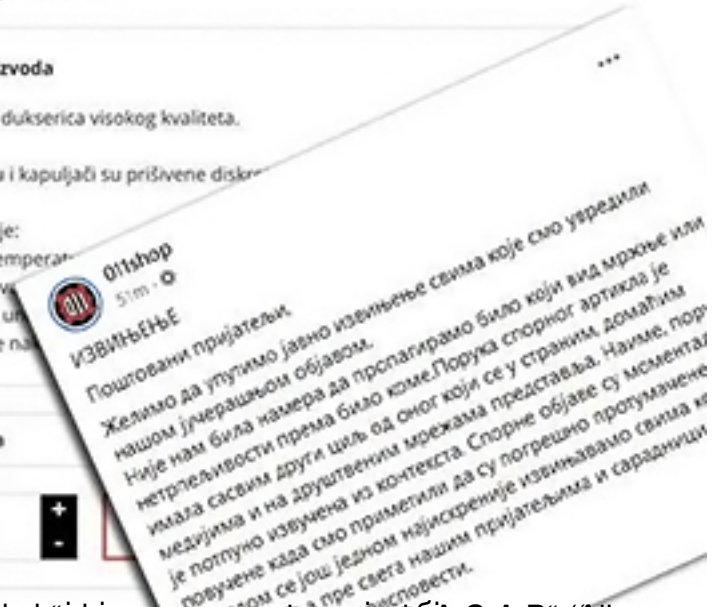 zvoda
dukserica visokog kvaliteta.
u i kapuljači su prišivene
je:
011shop
51m
ИЗВИЊЕЊЕ
Поштовани пријатељи,
Желимо да упутимо јавно извињење свима које смо увредили
нашом јучерашњом објавом.
Није нам била намера да пропагирамо било који вид мржње или
нетрпељивости према било коме.Порука спорног артикла је
имала сасвим други циљ од оног који се у страним, домаћим
медијима и на друштвеним мрежама представља. Наиме,
је потпуно извучена из контекста. Спорне објаве су
повучене када смо приметили да су погрешно протумачене
се још једном најискреније извињавамо свима
пре свега нашим пријатељима и
+
-